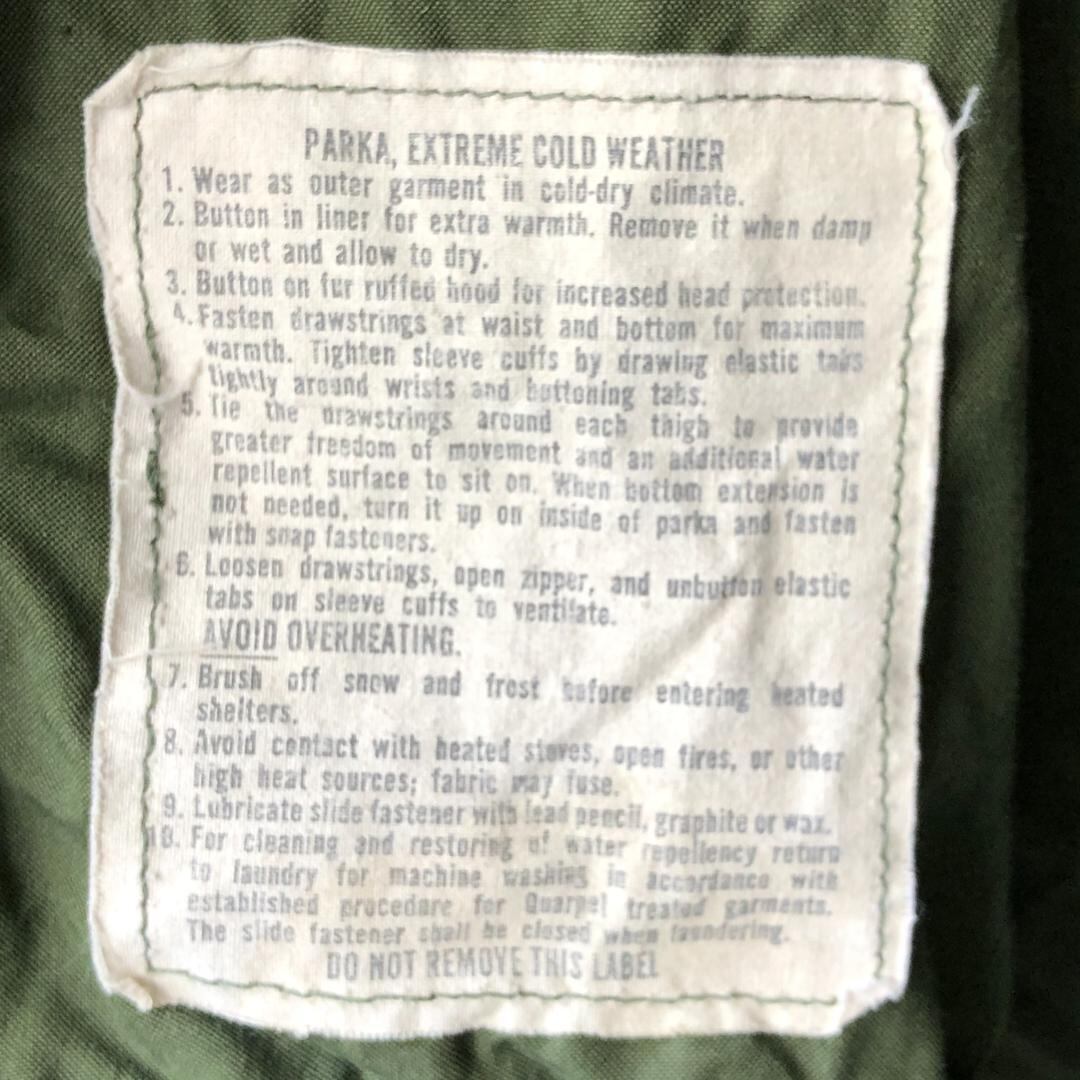 PARKA, EXTREME COLD WEATHER
1. Wear as outer garment in cold-dry climate.
2. Button in liner for extra warmth. Remove it when damp
or wet and allow to dry.
3. Button on fur ruffed hood for increased head protection.
4. Fasten drawstrings at waist and bottom for maximum
warmth. Tighten sleeve cuffs by drawing elastic tabs
tightly around wrists and buttoning tabs.
5. Tie the drawstrings around each thigh to provide
greater freedom of movement and an additional water
repellent surface to sit on. When bottom extension is
not needed, turn it up on inside of parka and fasten
with snap fasteners.
6. Loosen drawstrings, open zipper, and unbutton elastic
tabs on sleeve cuffs to ventilate.
AVOID OVERHEATING.
7. Brush off snow and frost before entering heated
shelters.
8. Avoid contact with heated stoves, open fires, or other
high heat sources; fabric may fuse.
9. Lubricate slide fastener with lead pencil, graphite or wax.
10. For cleaning and restoring of water repellency return
to laundry for machine washing in accordance with
established procedure for Quarpel treated garments.
The slide fastener shall be closed when laundering.
DO NOT REMOVE THIS LABEL